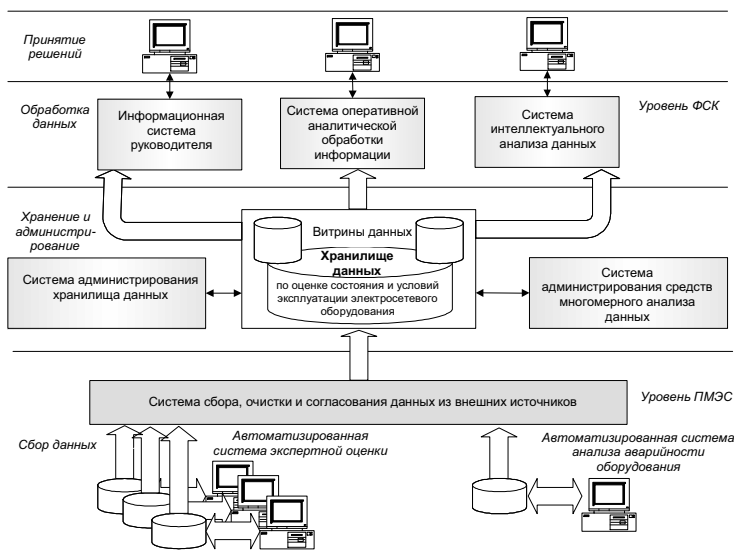 Принятие
решений
Обработка
данных
Информационная
система
руководителя
Система оперативной
аналитической
обработки
информации
Система
интеллектуального
анализа данных
Уровень ФСК
Хранение и
администри-
рование
Витрины данных
Хранилище
данных
по оценке состояния и условий
эксплуатации электросетевого
оборудования
Система администрирования
хранилища данных
Система
администрирования средств
многомерного анализа
данных
Система сбора, очистки и согласования данных из внешних источников
Уровень ПМЭС
Сбор данных
Автоматизированная
система экспертной оценки
Автоматизированная система
анализа аварийности
оборудования